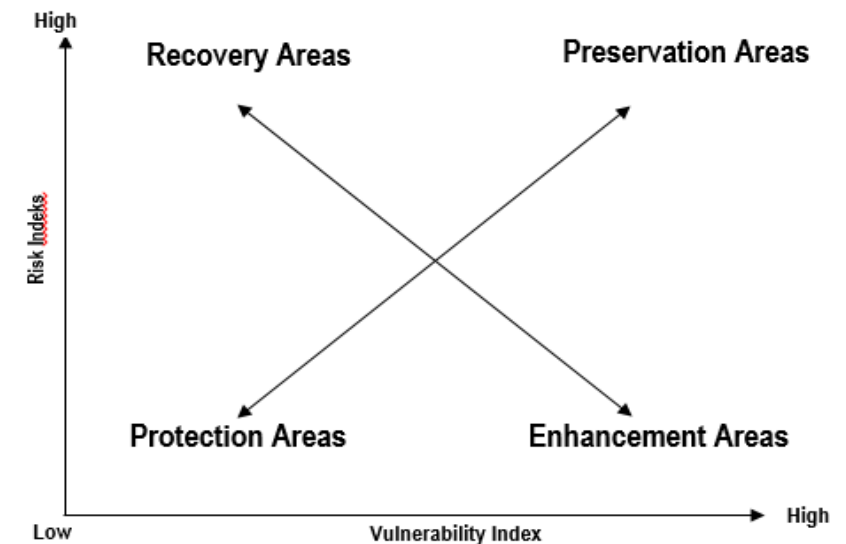 High
Recovery Areas
Preservation Areas
Risk Indeks
Protection Areas
Enhancement Areas
High
Low
Vulnerability Index